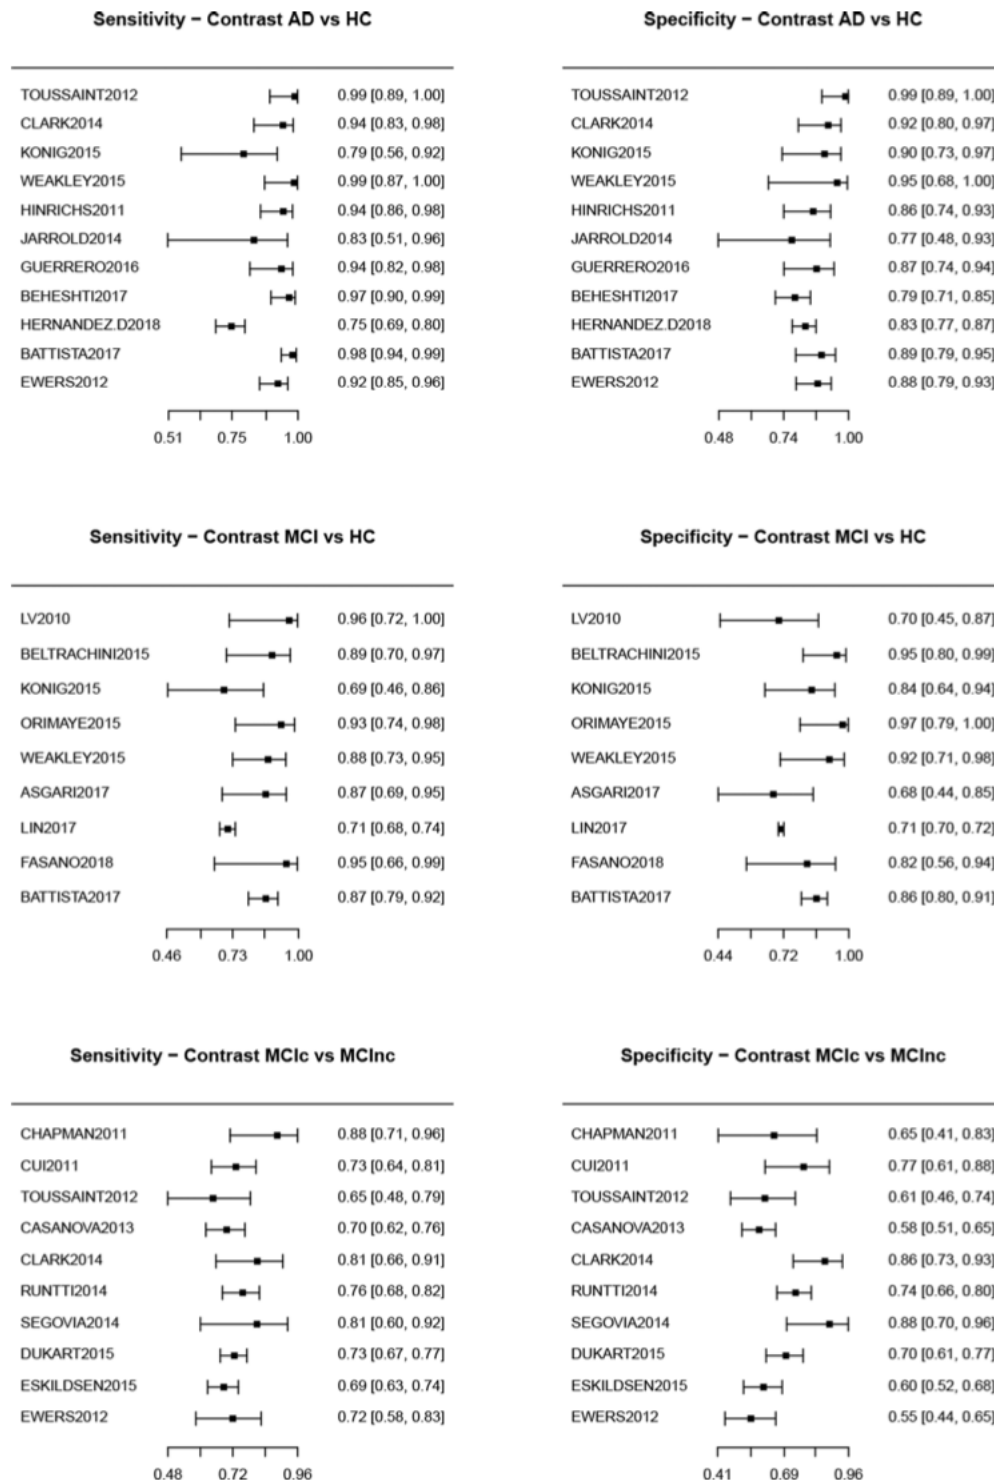 Sensitivity − Contrast AD vs HC
TOUSSAINT2012 0.99 [0.89, 1.00]
CLARK2014 0.94 [0.83, 0.98]
KONIG2015 0.79 [0.56, 0.92]
WEAKLEY2015 0.99 [0.87, 1.00]
HINRICHS2011 0.94 [0.86, 0.98]
JARROLD2014 0.83 [0.51, 0.96]
GUERRERO2016 0.94 [0.82, 0.98]
BEHESHTI2017 0.97 [0.90, 0.99]
HERNANDEZ.D2018 0.75 [0.69, 0.80]
BATTISTA2017 0.98 [0.94, 0.99]
EWERS2012 0.92 [0.85, 0.96]
0.51 0.75 1.00
Specificity − Contrast AD vs HC
TOUSSAINT2012 0.99 [0.89, 1.00]
CLARK2014 0.92 [0.80, 0.97]
KONIG2015 0.90 [0.73, 0.97]
WEAKLEY2015 0.95 [0.68, 1.00]
HINRICHS2011 0.86 [0.74, 0.93]
JARROLD2014 0.77 [0.48, 0.93]
GUERRERO2016 0.87 [0.74, 0.94]
BEHESHTI2017 0.79 [0.71, 0.85]
HERNANDEZ.D2018 0.83 [0.77, 0.87]
BATTISTA2017 0.89 [0.79, 0.95]
EWERS2012 0.88 [0.79, 0.93]
0.48 0.74 1.00
Sensitivity − Contrast MCI vs HC
LV2010 0.96 [0.72, 1.00]
BELTRACHINI2015 0.89 [0.70, 0.97]
KONIG2015 0.69 [0.46, 0.86]
ORIMAYE2015 0.93 [0.74, 0.98]
WEAKLEY2015 0.88 [0.73, 0.95]
ASGARI2017 0.87 [0.69, 0.95]
LIN2017 0.71 [0.68, 0.74]
FASANO2018 0.95 [0.66, 0.99]
BATTISTA2017 0.87 [0.79, 0.92]
0.46 0.73 1.00
Specificity − Contrast MCI vs HC
LV2010 0.70 [0.45, 0.87]
BELTRACHINI2015 0.95 [0.80, 0.99]
KONIG2015 0.84 [0.64, 0.94]
ORIMAYE2015 0.97 [0.79, 1.00]
WEAKLEY2015 0.92 [0.71, 0.98]
ASGARI2017 0.68 [0.44, 0.85]
LIN2017 0.71 [0.70, 0.72]
FASANO2018 0.82 [0.56, 0.94]
BATTISTA2017 0.86 [0.80, 0.91]
0.44 0.72 1.00
Sensitivity − Contrast MCIc vs MCInc
CHAPMAN2011 0.88 [0.71, 0.96]
CUI2011 0.73 [0.64, 0.81]
TOUSSAINT2012 0.65 [0.48, 0.79]
CASANOVA2013 0.70 [0.62, 0.76]
CLARK2014 0.81 [0.66, 0.91]
RUNTTI2014 0.76 [0.68, 0.82]
SEGOVIA2014 0.81 [0.60, 0.92]
DUKART2015 0.73 [0.67, 0.77]
ESKILDSEN2015 0.69 [0.63, 0.74]
EWERS2012 0.72 [0.58, 0.83]
0.48 0.72 0.96
Specificity − Contrast MCIc vs MCInc
CHAPMAN2011 0.65 [0.41, 0.83]
CUI2011 0.77 [0.61, 0.88]
TOUSSAINT2012 0.61 [0.46, 0.74]
CASANOVA2013 0.58 [0.51, 0.65]
CLARK2014 0.86 [0.73, 0.93]
RUNTTI2014 0.74 [0.66, 0.80]
SEGOVIA2014 0.88 [0.70, 0.96]
DUKART2015 0.70 [0.61, 0.77]
ESKILDSEN2015 0.60 [0.52, 0.68]
EWERS2012 0.55 [0.44, 0.65]
0.41 0.69 0.96